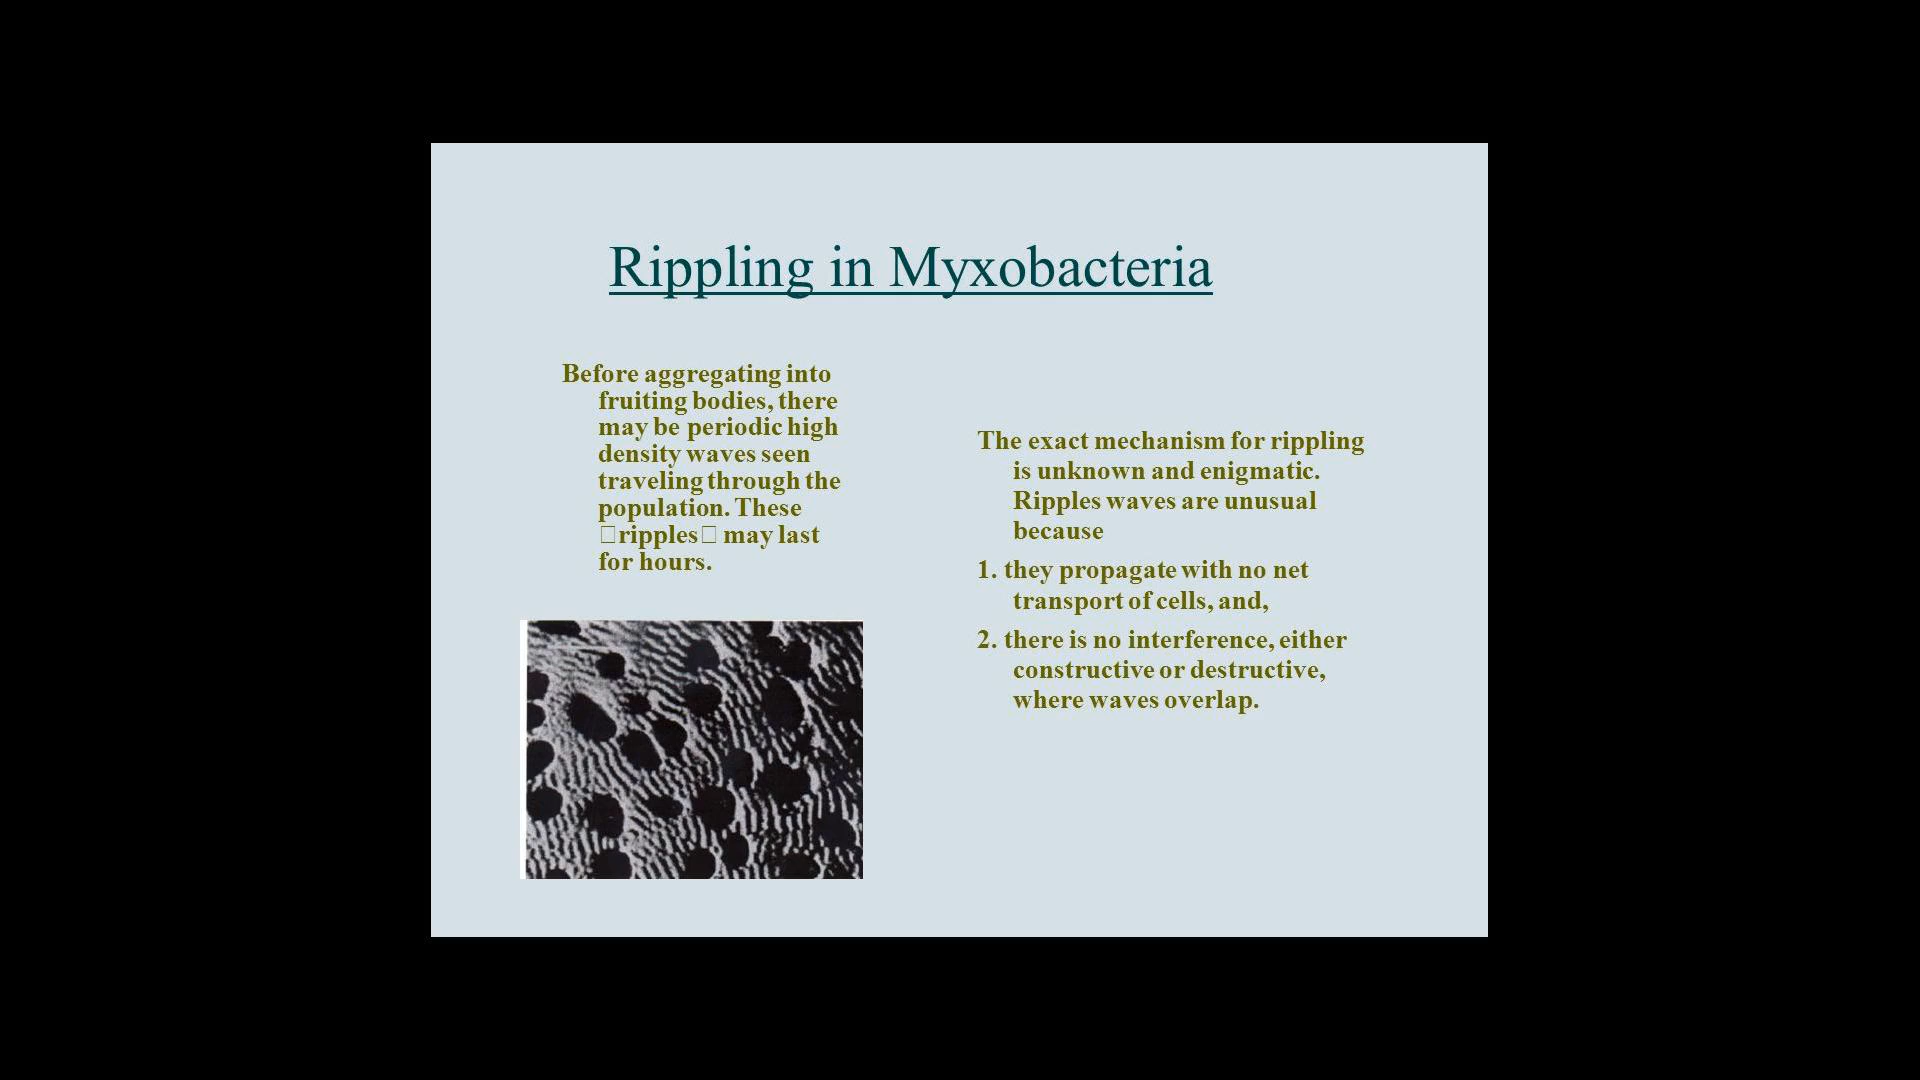 Rippling in Myxobacteria
Before aggregating into
fruiting bodies, there
may be periodic high
density waves seen
traveling through the
population. These
□ripples□ may last
for hours.
The exact mechanism for rippling
is unknown and enigmatic.
Ripples waves are unusual
because
1. they propagate with no net
transport of cells, and,
2. there is no interference, either
constructive or destructive,
where waves overlap.